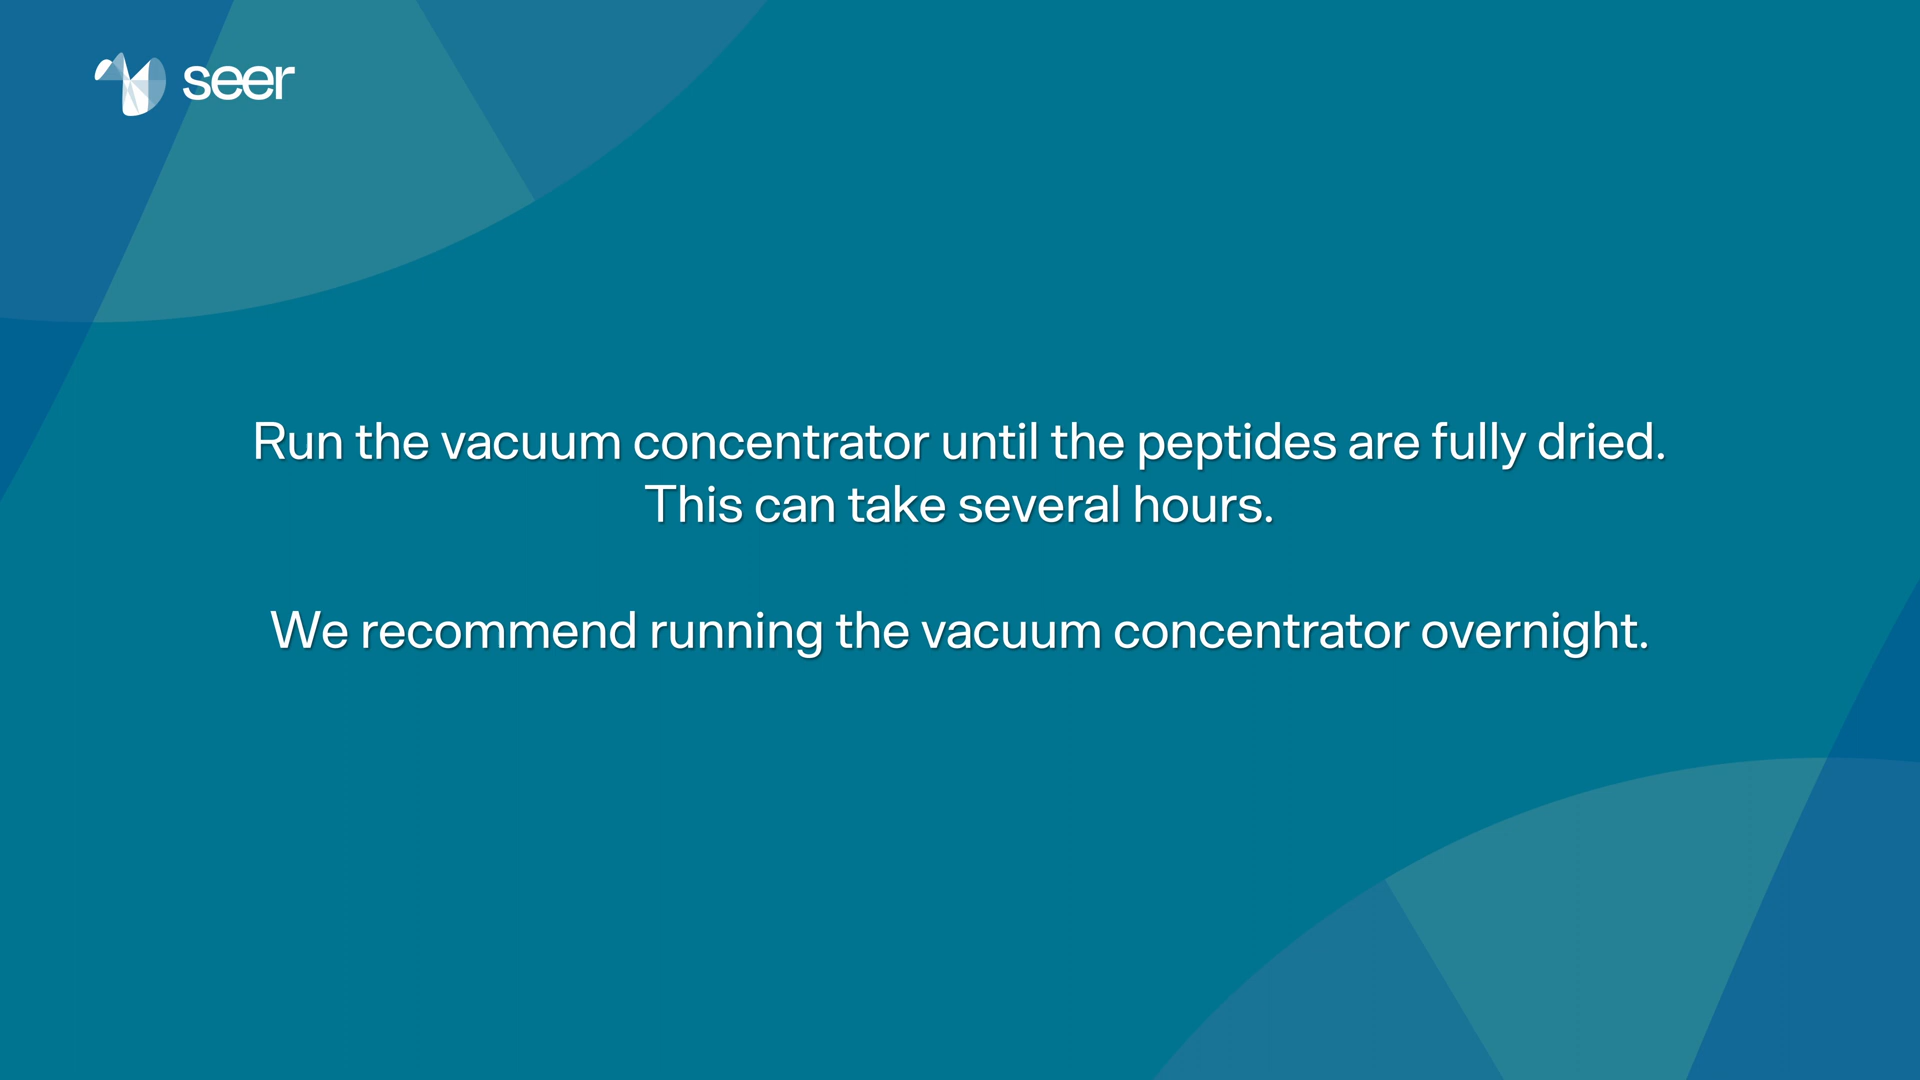 seer
Run the vacuum concentrator until the peptides are fully dried.
This can take several hours.
We recommend running the vacuum concentrator overnight.